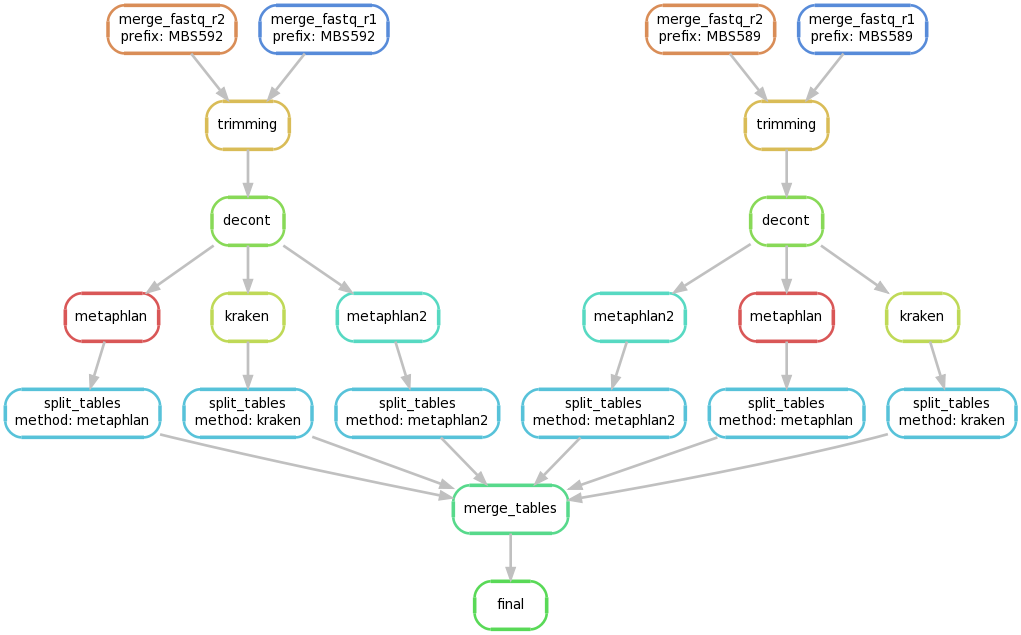 merge_fastq_r2
prefix: MBS592
merge_fastq_r1
prefix: MBS592
merge_fastq_r2
prefix: MBS589
merge_fastq_r1
prefix: MBS589
trimming
trimming
decont
decont
metaphlan
kraken
metaphlan2
metaphlan2
metaphlan
kraken
split_tables
method: metaphlan
split_tables
method: kraken
split_tables
method: metaphlan2
split_tables
method: metaphlan2
split_tables
method: metaphlan
split_tables
method: kraken
merge_tables
final